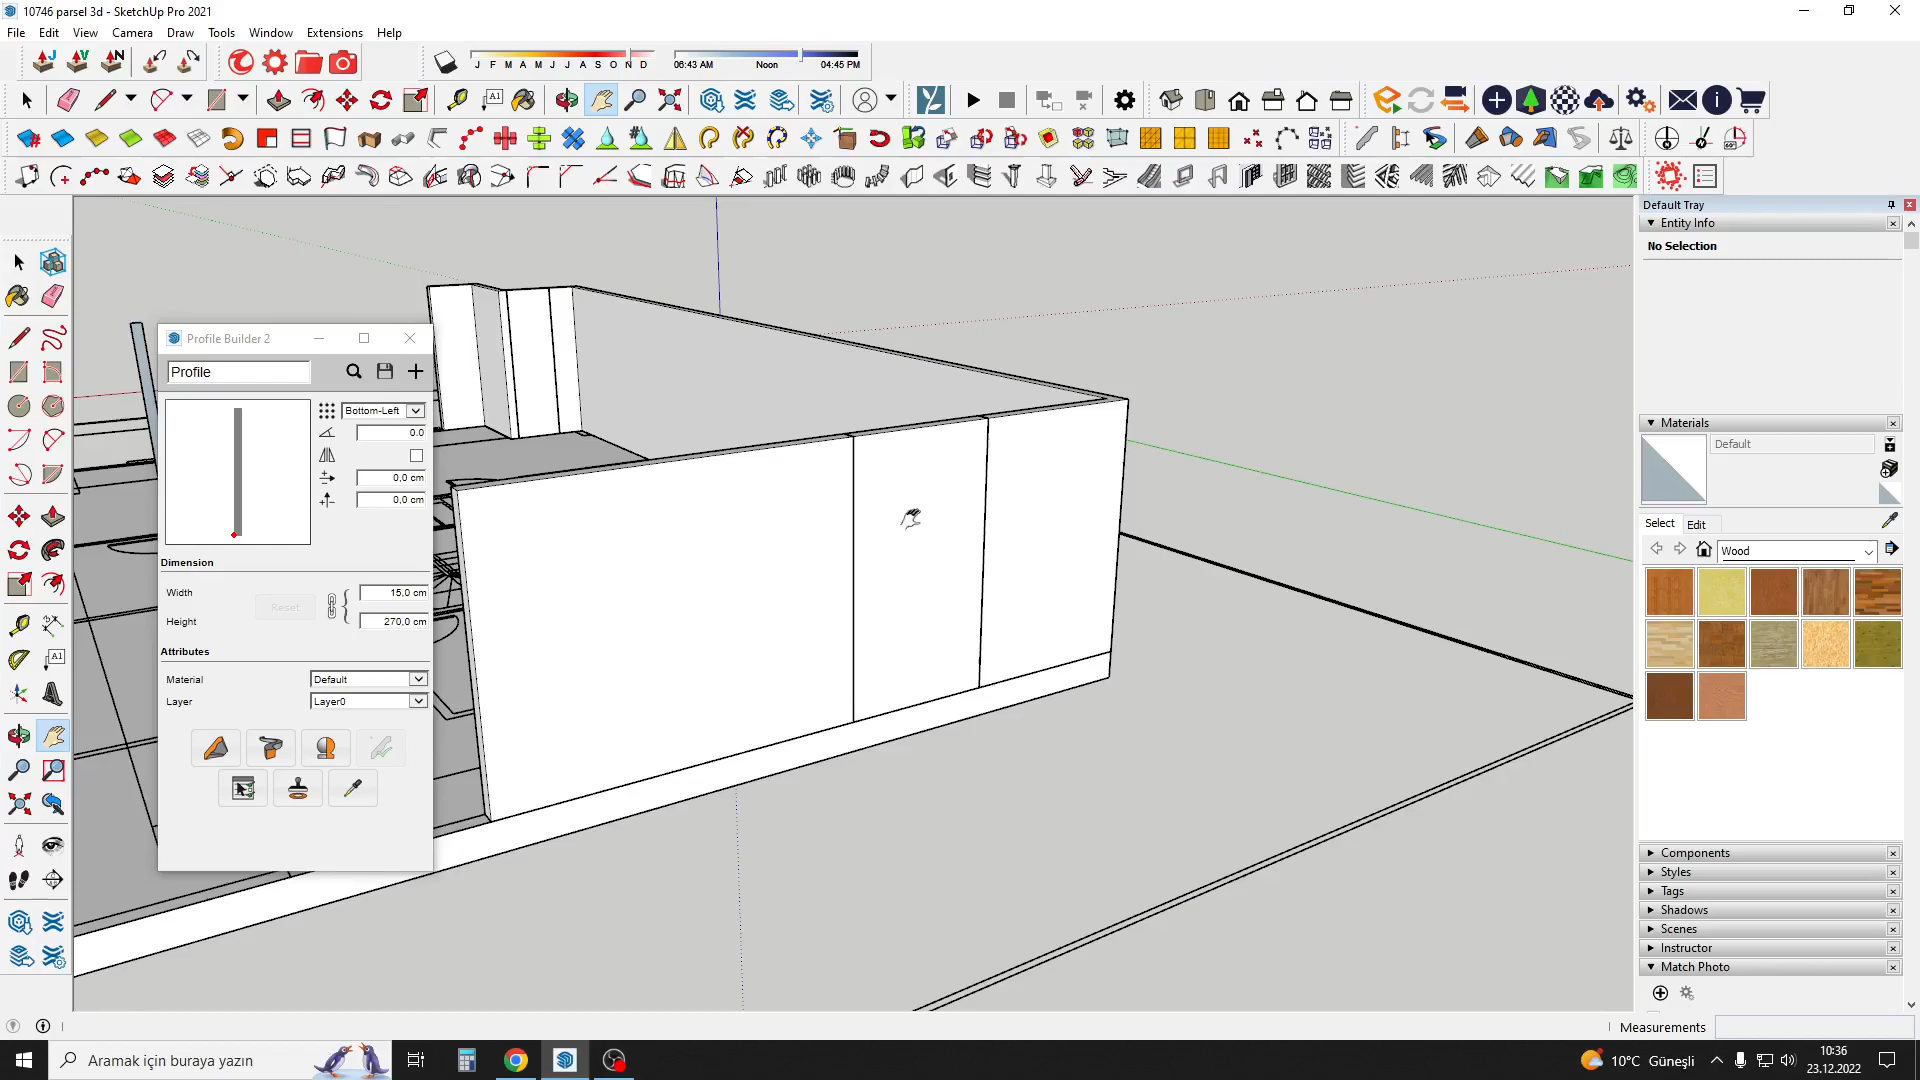 10746 parsel 3d - SketchUp Pro 2021
File Edit View Camera Draw Tools Window Extensions Help
J V N
J F M A M J J A S O N D
06:43 AM Noon 04:45 PM
A1
Default Tray
Entity Info
No Selection
Profile Builder 2
Profile
Bottom-Left
0.0
0,0 cm
0,0 cm
Dimension
Width
15,0 cm
Reset
Height
270,0 cm
Attributes
Material
Default
Layer
Layer0
A1
Materials
Default
Select Edit
Wood
Components
Styles
Tags
Shadows
Scenes
Instructor
Match Photo
Measurements
Aramak için buraya yazın
10°C Güneşli
10:36
23.12.2022